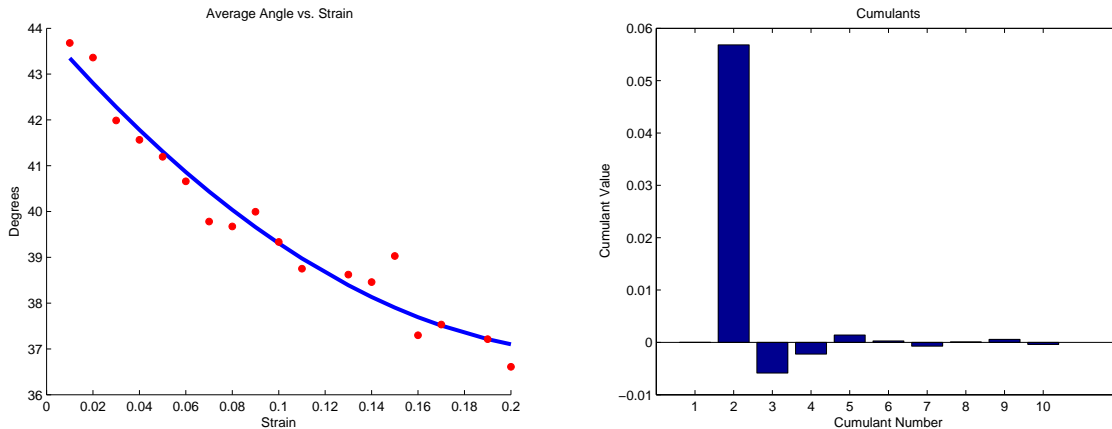 Average Angle vs. Strain
44
43
42
41
40
39
38
37
36
Degrees
0 0.02 0.04 0.06 0.08 0.1 0.12 0.14 0.16 0.18 0.2
Strain
Cumulants
0.06
0.05
0.04
0.03
0.02
0.01
0
−0.01
Cumulant Value
1 2 3 4 5 6 7 8 9 10
Cumulant Number